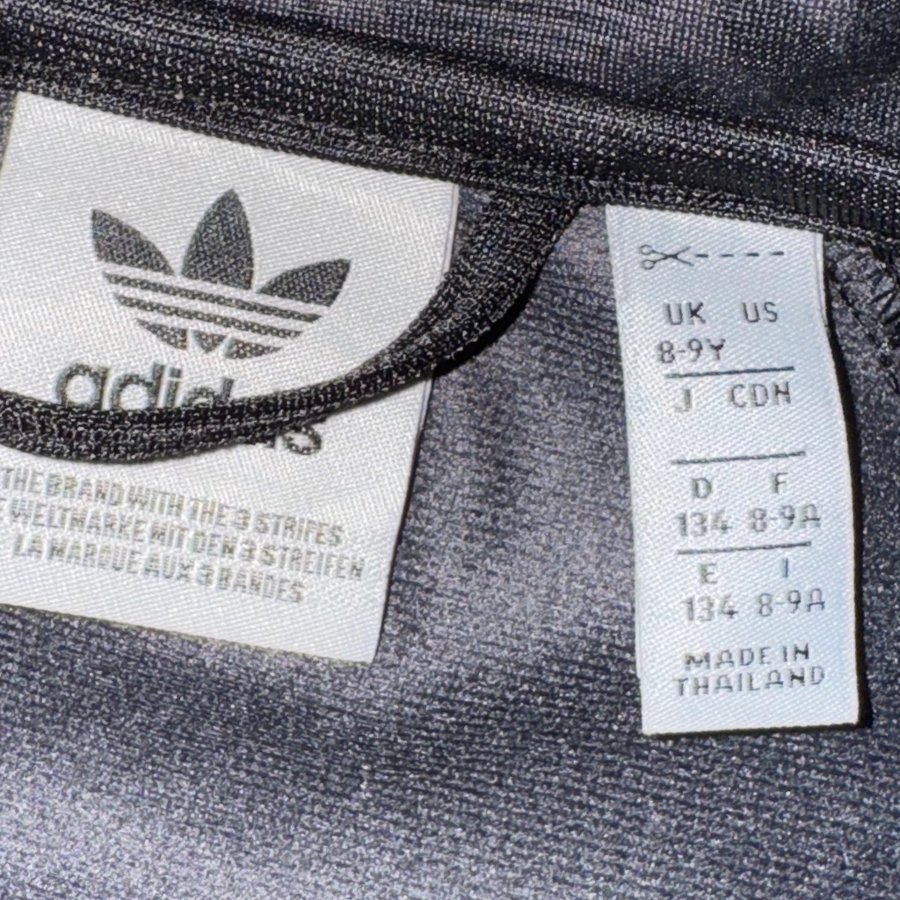 adid
THE BRAND WITH THE 3 STRIPES
WELTMARKE MIT DEN 3 STREIFEN
LA MARQUE AUX 3 BANDES
UK US
8-9Y
J CDN
D F
134 8-9A
E I
134 8-9A
MADE IN
THAILAND